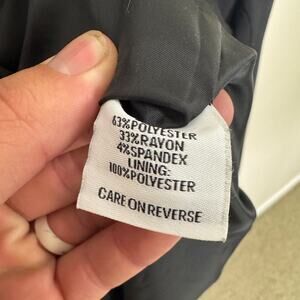 63%POLYESTER
33%RAYON
4%SPANDEX
LINING:
100%POLYESTER
CARE ON REVERSE